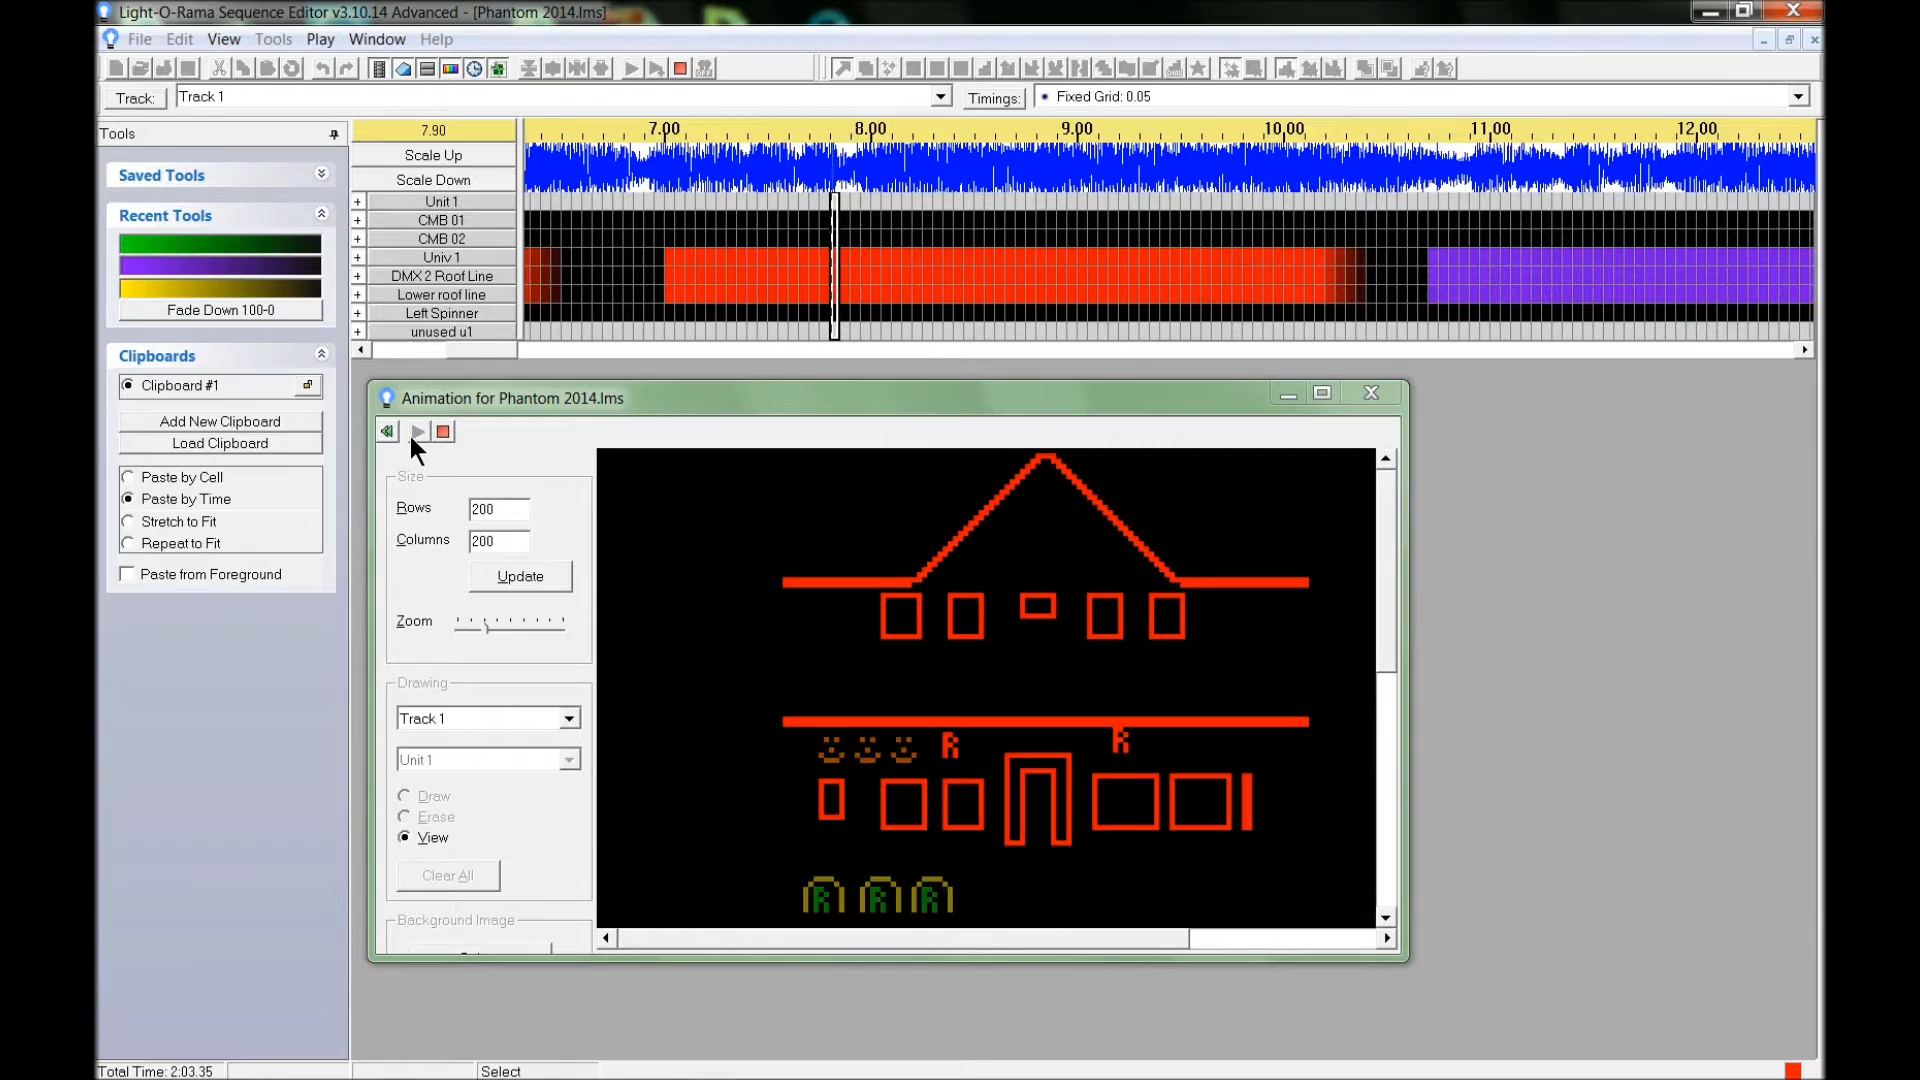 Light-O-Rama Sequence Editor v3.10.14 Advanced - [Phantom 2014.lms]
File Edit View Tools Play Window Help
Track: Track 1 Timings: Fixed Grid: 0.05
Tools
7.90 7.00 8.00 9.00 10.00 11.00 12.00
Scale Up
Scale Down
Saved Tools
Recent Tools
Fade Down 100-0
Unit 1
CMB 01
CMB 02
Univ 1
DMX 2 Roof Line
Lower roof line
Left Spinner
unused u1
Clipboards
Clipboard #1
Add New Clipboard
Load Clipboard
Paste by Cell
Paste by Time
Stretch to Fit
Repeat to Fit
Paste from Foreground
Animation for Phantom 2014.lms
Size
Rows 200
Columns 200
Update
Zoom
Drawing
Track 1
Unit 1
Draw
Erase
View
Clear All
Background Image
R R
R R R
Total Time: 2:03.35 Select